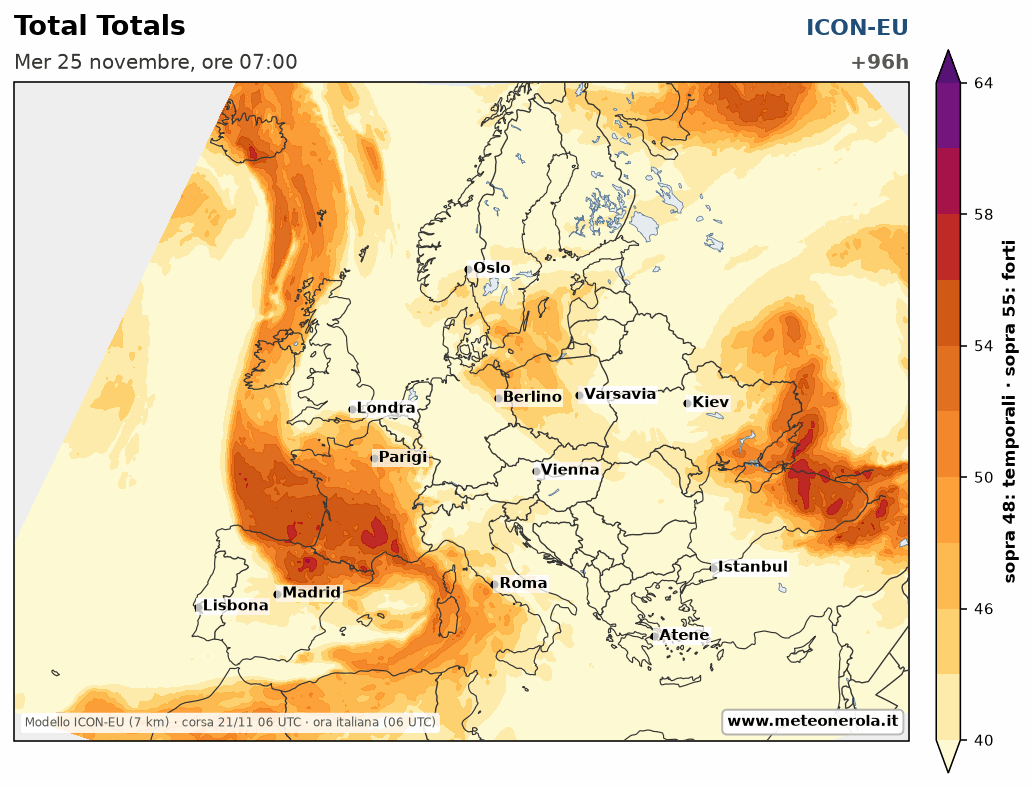 Total Totals
ICON-EU
Mer 25 novembre, ore 07:00
+96h
Oslo
Berlino
Varsavia
Kiev
Londra
Parigi
Vienna
Istanbul
Roma
Madrid
Lisbona
Atene
Modello ICON-EU (7 km) · corsa 21/11 06 UTC · ora italiana (06 UTC)
www.meteonerola.it
64
58
54
50
46
40
sopra 48: temporali · sopra 55: forti